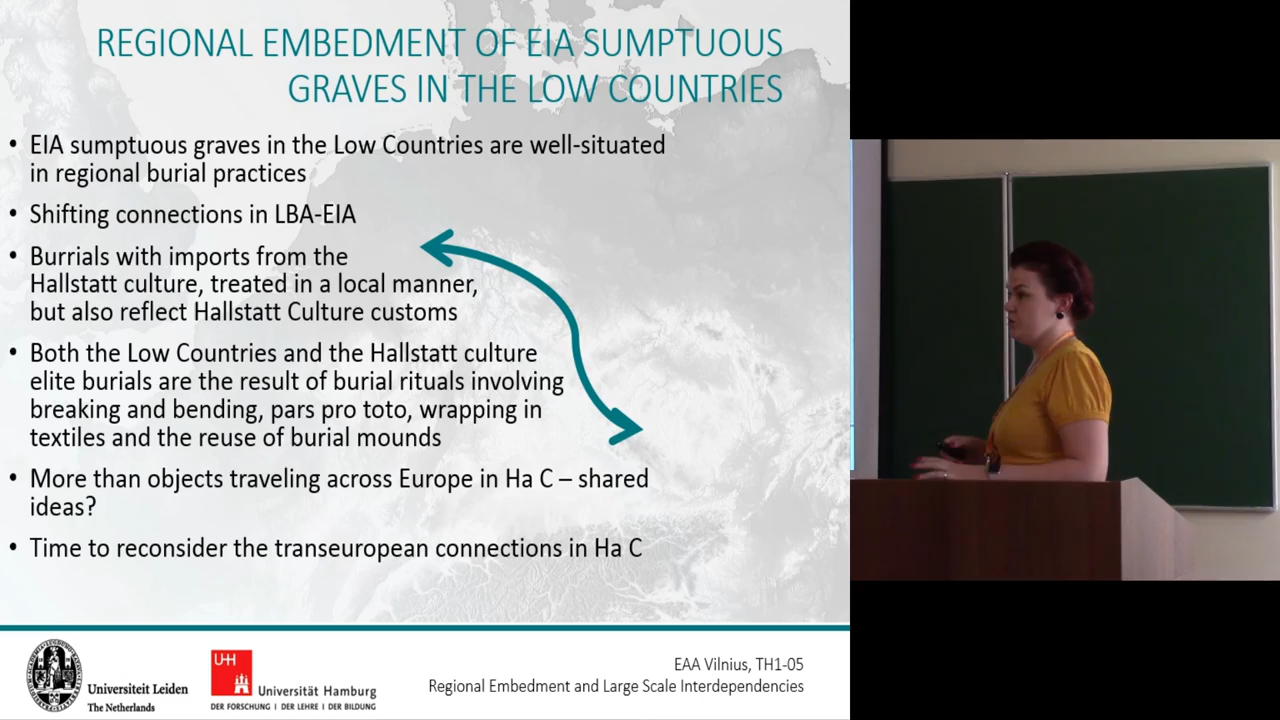 REGIONAL EMBEDMENT OF EIA SUMPTUOUS
GRAVES IN THE LOW COUNTRIES
• EIA sumptuous graves in the Low Countries are well-situated
in regional burial practices
• Shifting connections in LBA-EIA
• Burrials with imports from the
Hallstatt culture, treated in a local manner,
but also reflect Hallstatt Culture customs
• Both the Low Countries and the Hallstatt culture
elite burials are the result of burial rituals involving
breaking and bending, pars pro toto, wrapping in
textiles and the reuse of burial mounds
• More than objects traveling across Europe in Ha C – shared
ideas?
• Time to reconsider the transeuropean connections in Ha C
Universiteit Leiden
The Netherlands
UH
Universität Hamburg
DER FORSCHUNG | DER LEHRE | DER BILDUNG
EAA Vilnius, TH1-05
Regional Embedment and Large Scale Interdependencies